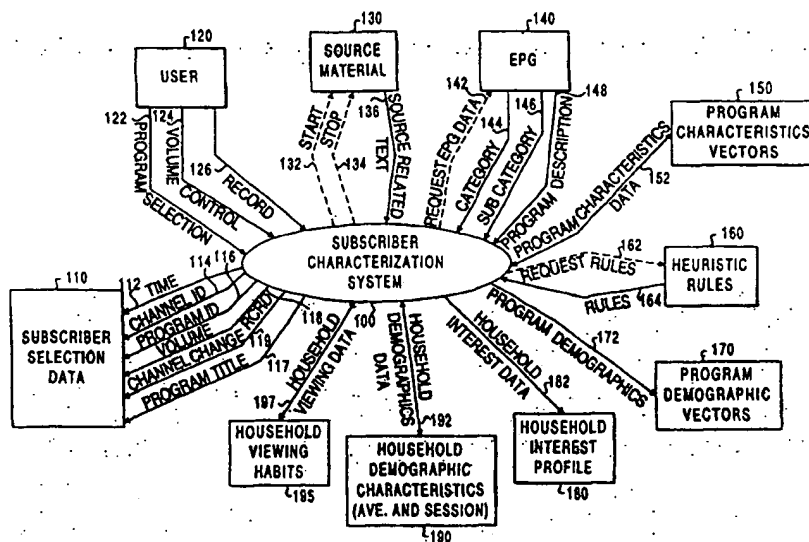 120
USER
130
SOURCE
MATERIAL
140
EPG
150
PROGRAM
CHARACTERISTICS
VECTORS
122
PROGRAM
SELECTION
124
VOLUME
CONTROL
126
RECORD
START
STOP
132
134
136
SOURCE RELATED
TEXT
142
REQUEST EPG DATA
144
CATEGORY
146
SUB CATEGORY
148
PROGRAM DESCRIPTION
PROGRAM CHARACTERISTICS
DATA
152
SUBSCRIBER
CHARACTERIZATION
SYSTEM
100
160
HEURISTIC
RULES
162
REQUEST RULES
RULES
164
110
SUBSCRIBER
SELECTION
DATA
112
TIME
114
CHANNEL ID
116
PROGRAM ID
VOLUME
118
CHANNEL CHANGE RCRDT
119
PROGRAM TITLE
117
170
PROGRAM
DEMOGRAPHIC
VECTORS
PROGRAM DEMOGRAPHICS
172
HOUSEHOLD
VIEWING DATA
197
HOUSEHOLD
DEMOGRAPHICS
DATA
192
HOUSEHOLD
INTEREST DATA
182
HOUSEHOLD
VIEWING
HABITS
195
HOUSEHOLD
DEMOGRAPHIC
CHARACTERISTICS
(AVE. AND SESSION)
190
HOUSEHOLD
INTEREST
PROFILE
180